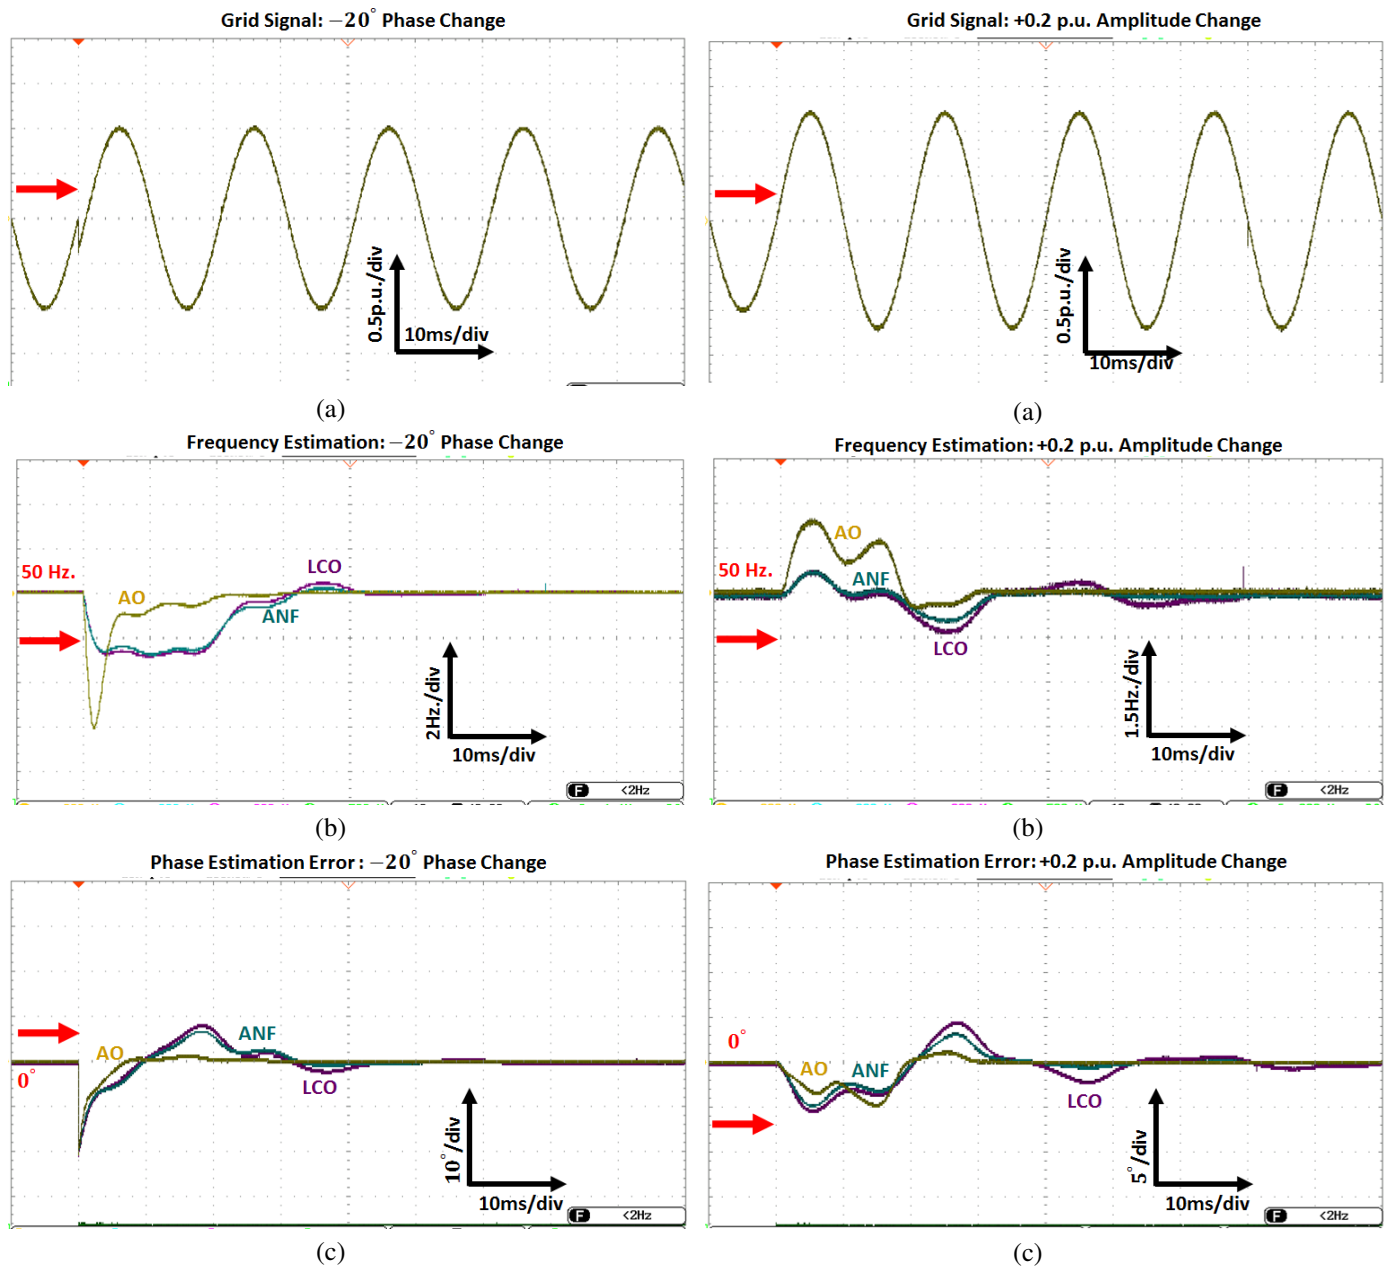 Grid Signal: −20° Phase Change
0.5p.u./div
10ms/div
(a)
Frequency Estimation: −20° Phase Change
50 Hz.
AO
LCO
ANF
2Hz./div
10ms/div
F <2Hz
(b)
Phase Estimation Error : −20° Phase Change
AO
ANF
0°
LCO
10°/div
10ms/div
F <2Hz
(c)
Grid Signal: +0.2 p.u. Amplitude Change
0.5p.u./div
10ms/div
(a)
Frequency Estimation: +0.2 p.u. Amplitude Change
AO
50 Hz.
ANF
LCO
1.5Hz./div
10ms/div
F <2Hz
(b)
Phase Estimation Error: +0.2 p.u. Amplitude Change
0°
AO
ANF
LCO
5°/div
10ms/div
F <2Hz
(c)